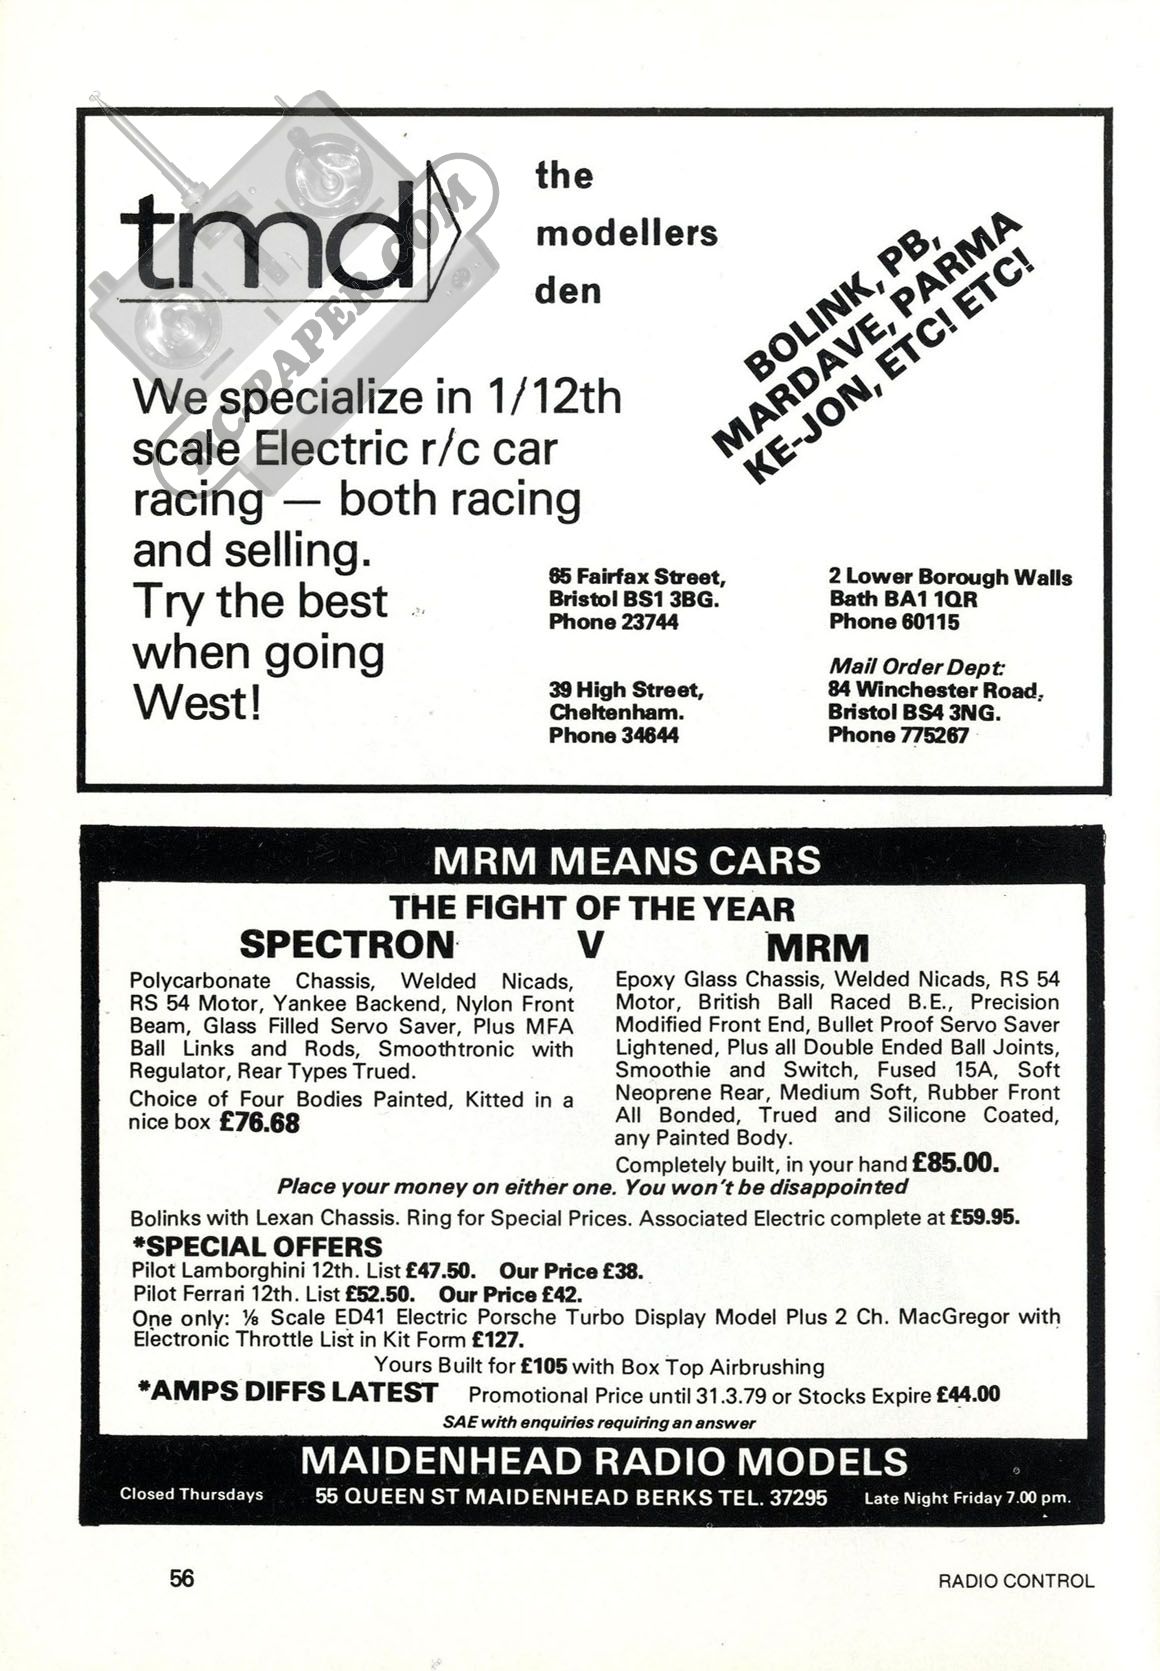 tmd
the
modellers
den
RCPAPER.COM
BOLINK, PB,
MARDAVE, PARMA
KE-JON, ETC! ETC! ETC!
We specialize in 1/12th
scale Electric r/c car
racing — both racing
and selling.
Try the best
when going
West!
65 Fairfax Street,
Bristol BS1 3BG.
Phone 23744
2 Lower Borough Walls
Bath BA1 1QR
Phone 60115
39 High Street,
Cheltenham.
Phone 34644
Mail Order Dept:
84 Winchester Road,
Bristol BS4 3NG.
Phone 775267
MRM MEANS CARS
THE FIGHT OF THE YEAR
SPECTRON V MRM
Polycarbonate Chassis, Welded Nicads,
RS 54 Motor, Yankee Backend, Nylon Front
Beam, Glass Filled Servo Saver, Plus MFA
Ball Links and Rods, Smoothtronic with
Regulator, Rear Types Trued.
Choice of Four Bodies Painted, Kitted in a
nice box £76.68
Epoxy Glass Chassis, Welded Nicads, RS 54
Motor, British Ball Raced B.E., Precision
Modified Front End, Bullet Proof Servo Saver
Lightened, Plus all Double Ended Ball Joints,
Smoothie and Switch, Fused 15A, Soft
Neoprene Rear, Medium Soft, Rubber Front
All Bonded, Trued and Silicone Coated,
any Painted Body.
Completely built, in your hand £85.00.
Place your money on either one. You won't be disappointed
Bolinks with Lexan Chassis. Ring for Special Prices. Associated Electric complete at £59.95.
*SPECIAL OFFERS
Pilot Lamborghini 12th. List £47.50. Our Price £38.
Pilot Ferrari 12th. List £52.50. Our Price £42.
One only: ⅛ Scale ED41 Electric Porsche Turbo Display Model Plus 2 Ch. MacGregor with
Electronic Throttle List in Kit Form £127.
Yours Built for £105 with Box Top Airbrushing
*AMPS DIFFS LATEST Promotional Price until 31.3.79 or Stocks Expire £44.00
SAE with enquiries requiring an answer
MAIDENHEAD RADIO MODELS
Closed Thursdays 55 QUEEN ST MAIDENHEAD BERKS TEL. 37295 Late Night Friday 7.00 pm.
56 RADIO CONTROL